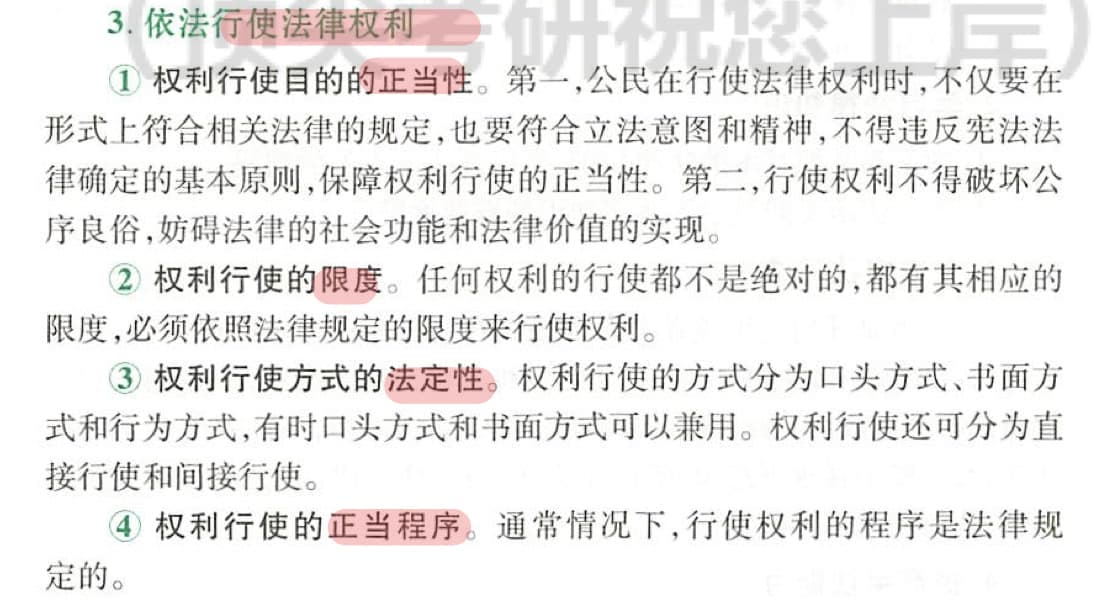 3. 依法行使法律权利
① 权利行使目的的正当性。第一,公民在行使法律权利时,不仅要在
形式上符合相关法律的规定,也要符合立法意图和精神,不得违反宪法法
律确定的基本原则,保障权利行使的正当性。第二,行使权利不得破坏公
序良俗,妨碍法律的社会功能和法律价值的实现。
② 权利行使的限度。任何权利的行使都不是绝对的,都有其相应的
限度,必须依照法律规定的限度来行使权利。
③ 权利行使方式的法定性。权利行使的方式分为口头方式、书面方
式和行为方式,有时口头方式和书面方式可以兼用。权利行使还可分为直
接行使和间接行使。
④ 权利行使的正当程序。通常情况下,行使权利的程序是法律规
定的。